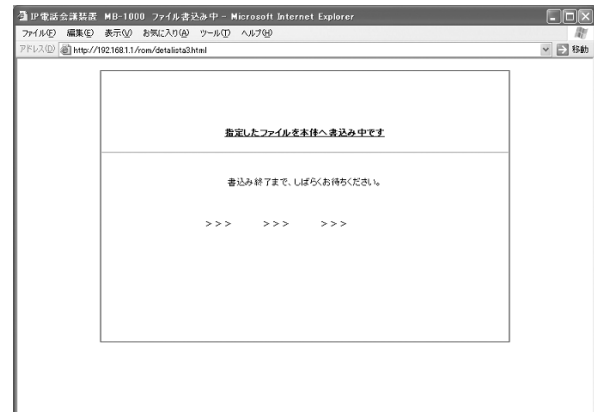 IP電話会議装置 MB-1000 ファイル書込み中 - Microsoft Internet Explorer
ファイル(F) 編集(E) 表示(V) お気に入り(A) ツール(T) ヘルプ(H)
アドレス(D) http://192.168.1.1/rom/detaliota3.html 移動
指定したファイルを本体へ書込み中です
書込み終了まで、しばらくお待ちください。
>>> >>> >>>